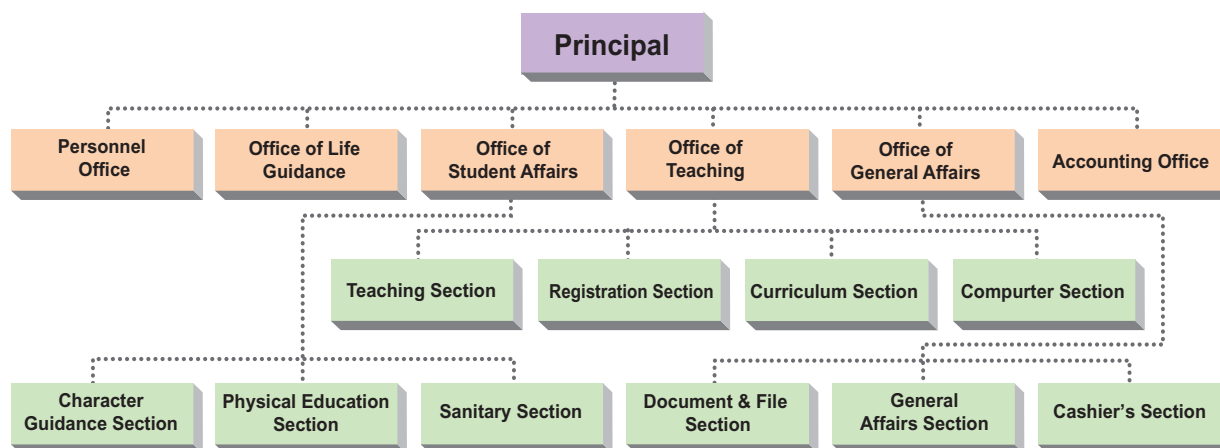 Principal
Personnel
Office
Office of Life
Guidance
Office of
Student Affairs
Office of
Teaching
Office of
General Affairs
Accounting Office
Teaching Section
Registration Section
Curriculum Section
Compurter Section
Character
Guidance Section
Physical Education
Section
Sanitary Section
Document & File
Section
General
Affairs Section
Cashier's Section